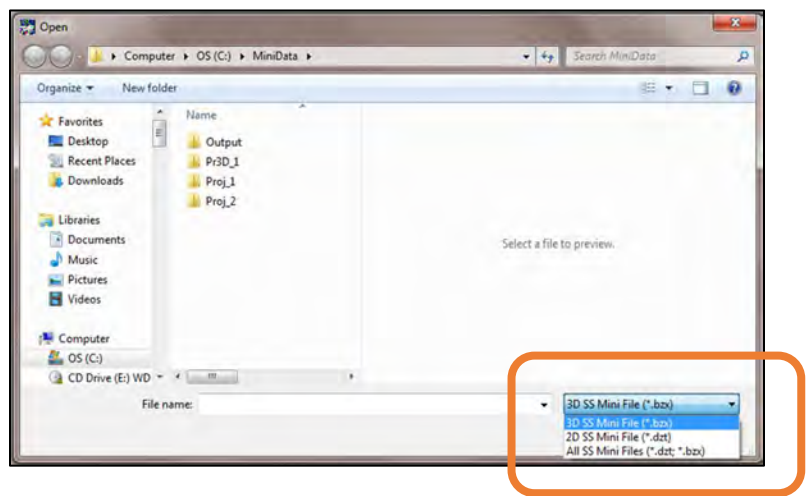 Open
Computer ▸ OS (C:) ▸ MiniData ▸
Search MiniData
Organize
New folder
Favorites
Desktop
Recent Places
Downloads
Libraries
Documents
Music
Pictures
Videos
Computer
OS (C:)
CD Drive (E:) WD
Name
Output
Pr3D_1
Proj_1
Proj_2
Select a file to preview.
File name:
3D SS Mini File (*.bzx)
3D SS Mini File (*.bzx)
2D SS Mini File (*.dzt)
All SS Mini Files (*.dzt; *.bzx)